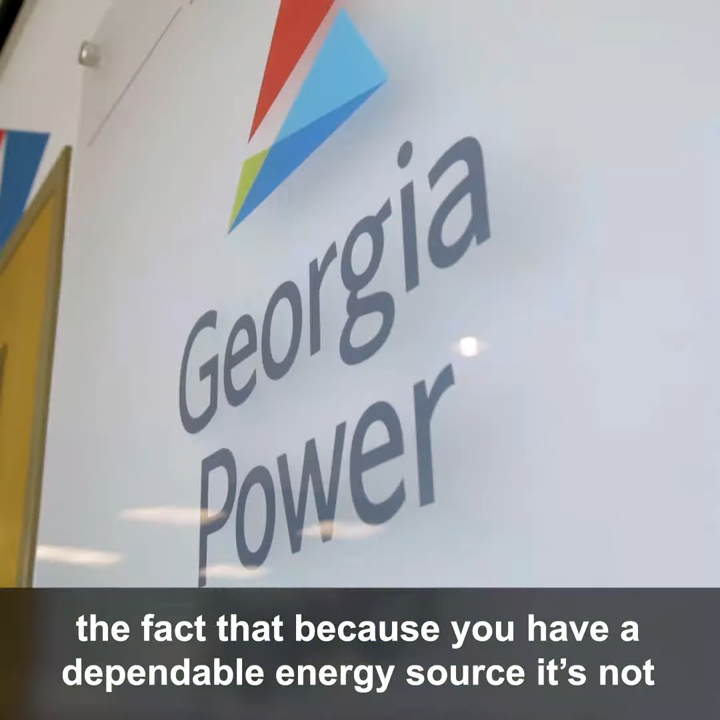 Georgia
Power
the fact that because you have a
dependable energy source it’s not